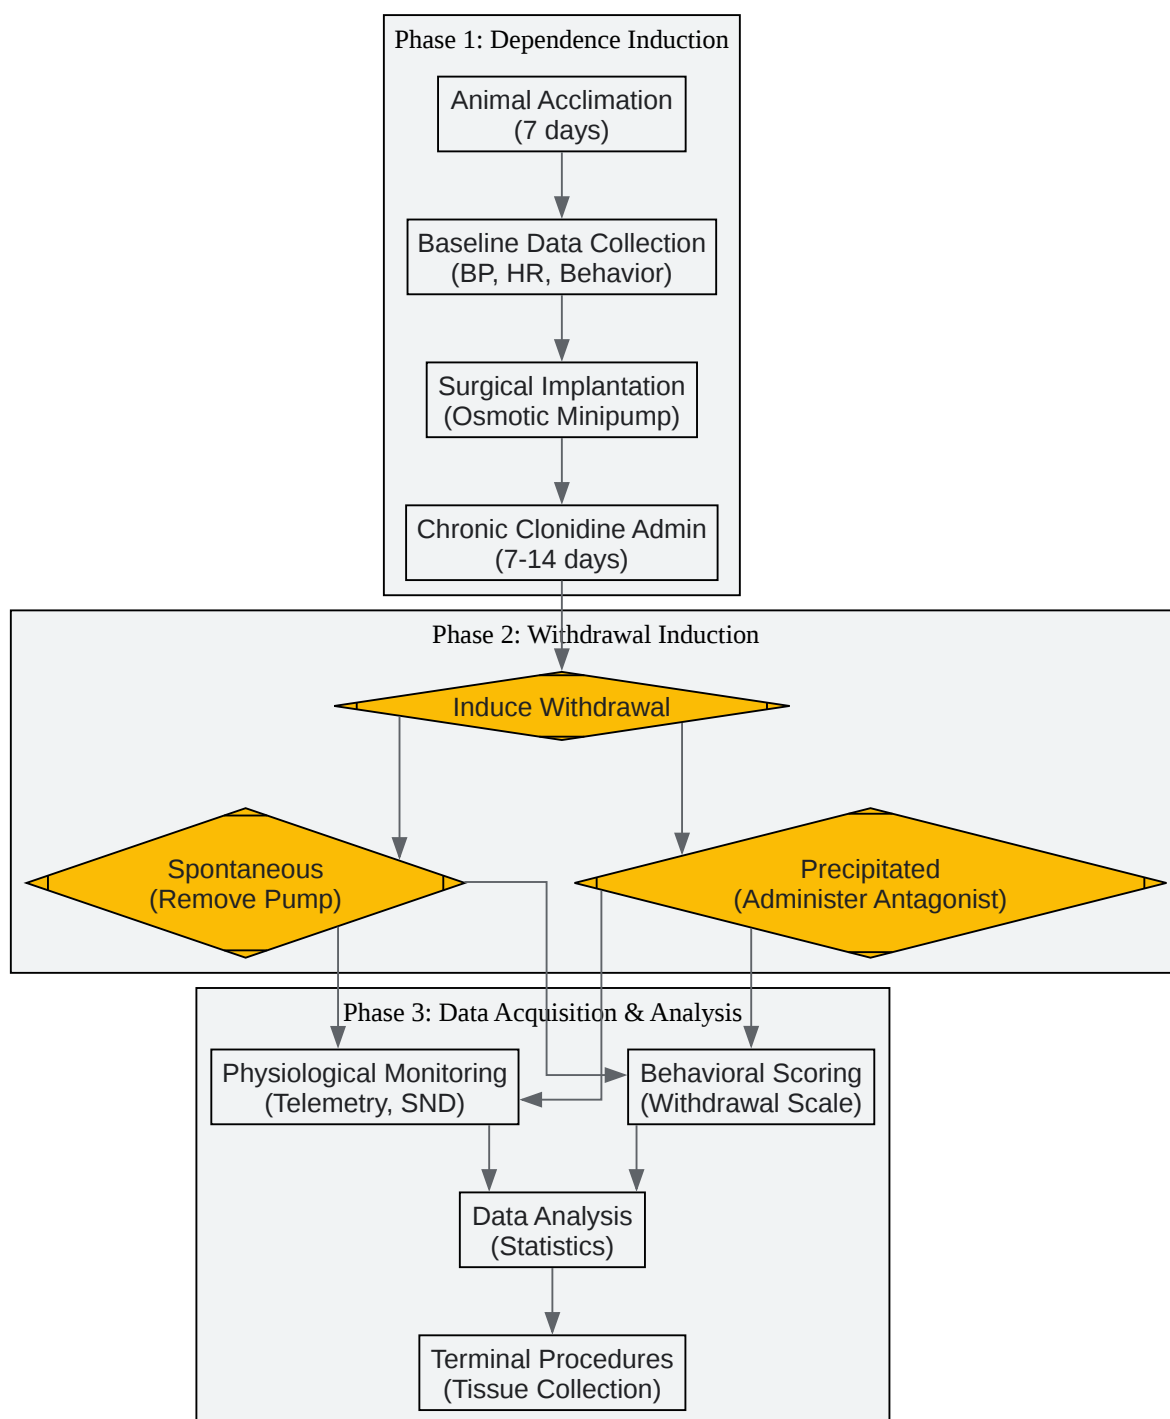 Phase 1: Dependence Induction
Animal Acclimation
(7 days)
Baseline Data Collection
(BP, HR, Behavior)
Surgical Implantation
(Osmotic Minipump)
Chronic Clonidine Admin
(7-14 days)
Phase 2: Withdrawal Induction
Induce Withdrawal
Spontaneous
(Remove Pump)
Precipitated
(Administer Antagonist)
Phase 3: Data Acquisition & Analysis
Physiological Monitoring
(Telemetry, SND)
Behavioral Scoring
(Withdrawal Scale)
Data Analysis
(Statistics)
Terminal Procedures
(Tissue Collection)